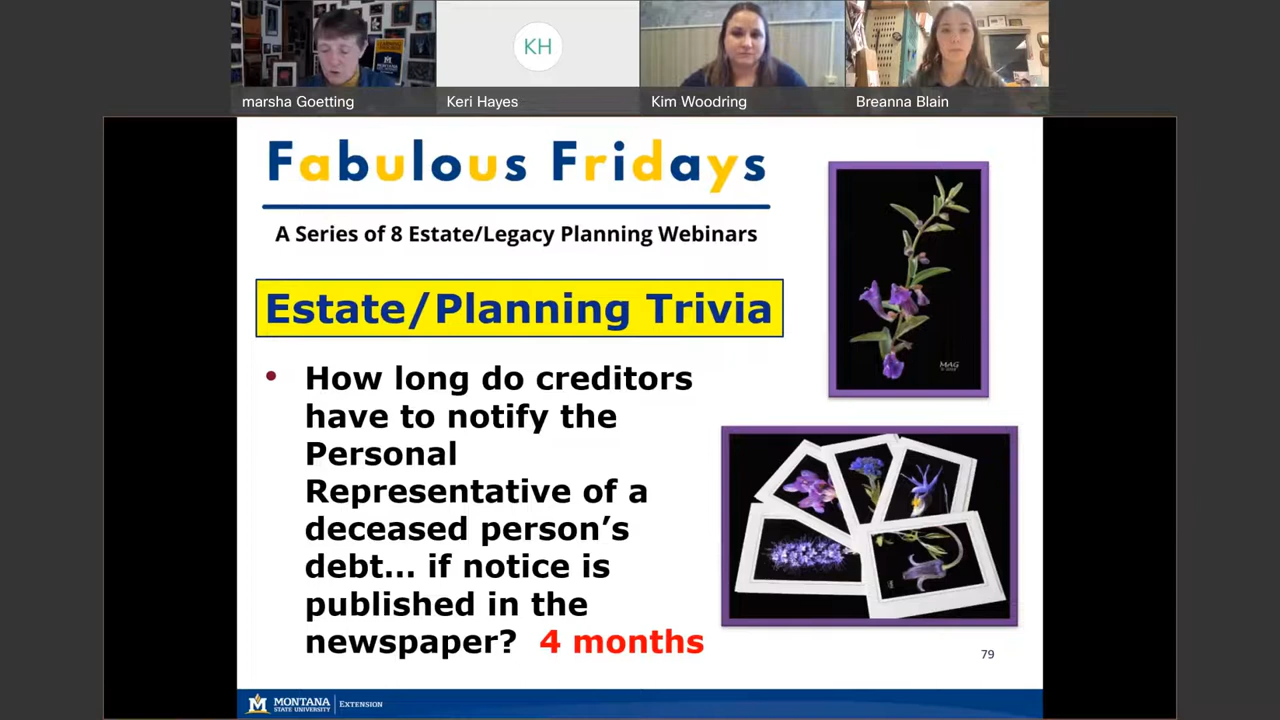 marsha Goetting
KH
Keri Hayes
Kim Woodring
Breanna Blain
Fabulous Fridays
A Series of 8 Estate/Legacy Planning Webinars
Estate/Planning Trivia
• How long do creditors
have to notify the
Personal
Representative of a
deceased person’s
debt... if notice is
published in the
newspaper? 4 months
MAG
79
MONTANA
STATE UNIVERSITY
EXTENSION